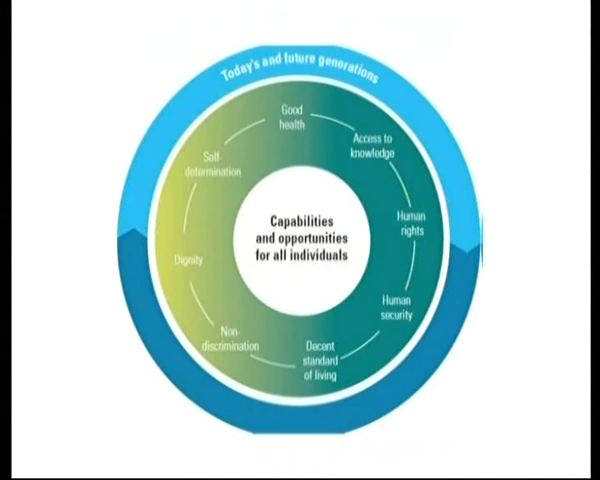 Today's and future generations
Good
health
Access to
knowledge
Human
rights
Human
security
Decent
standard
of living
Non-
discrimination
Dignity
Self-
determination
Capabilities
and opportunities
for all individuals